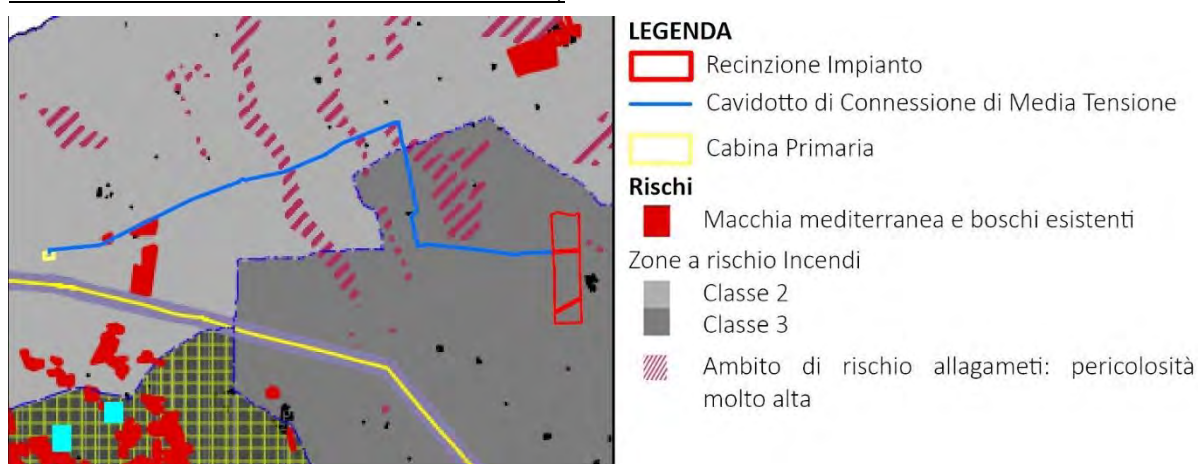 LEGENDA
Recinzione Impianto
Cavidotto di Connessione di Media Tensione
Cabina Primaria
Rischi
Macchia mediterranea e boschi esistenti
Zone a rischio Incendi
Classe 2
Classe 3
Ambito di rischio allagameti: pericolosità
molto alta